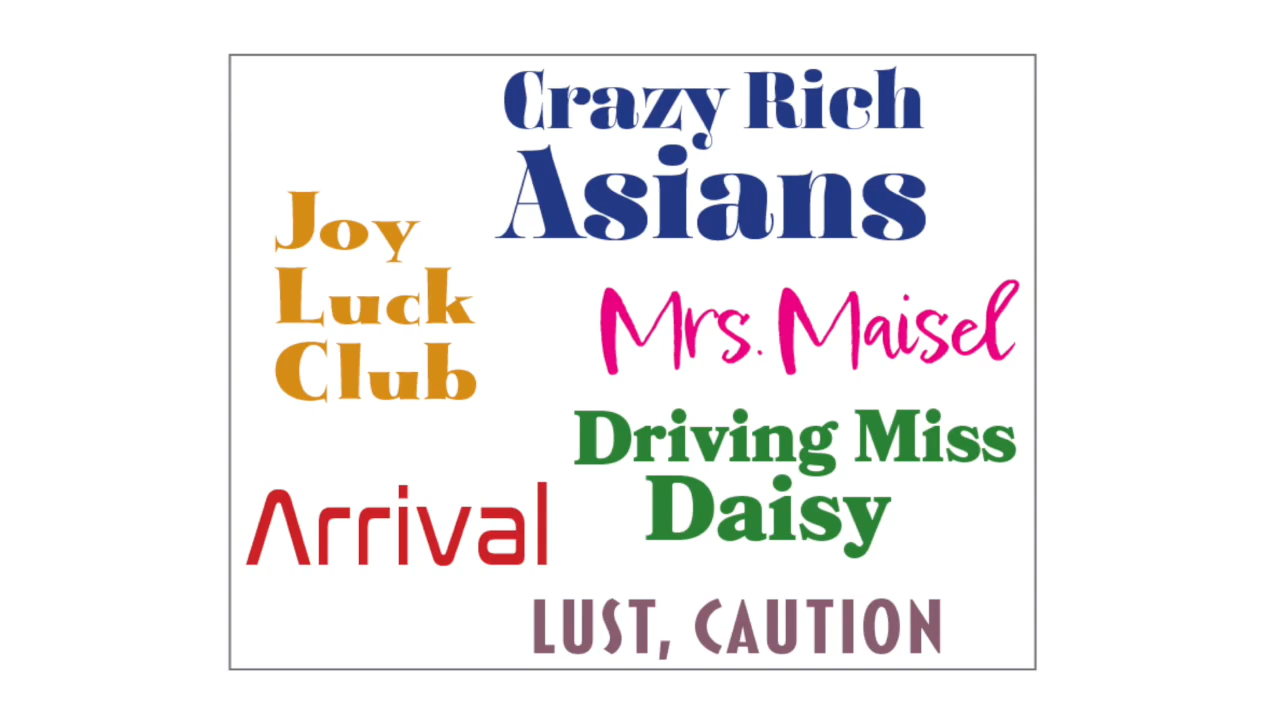 Crazy Rich
Asians
Joy
Luck
Club
Mrs. Maisel
Driving Miss
Daisy
Arrival
LUST, CAUTION